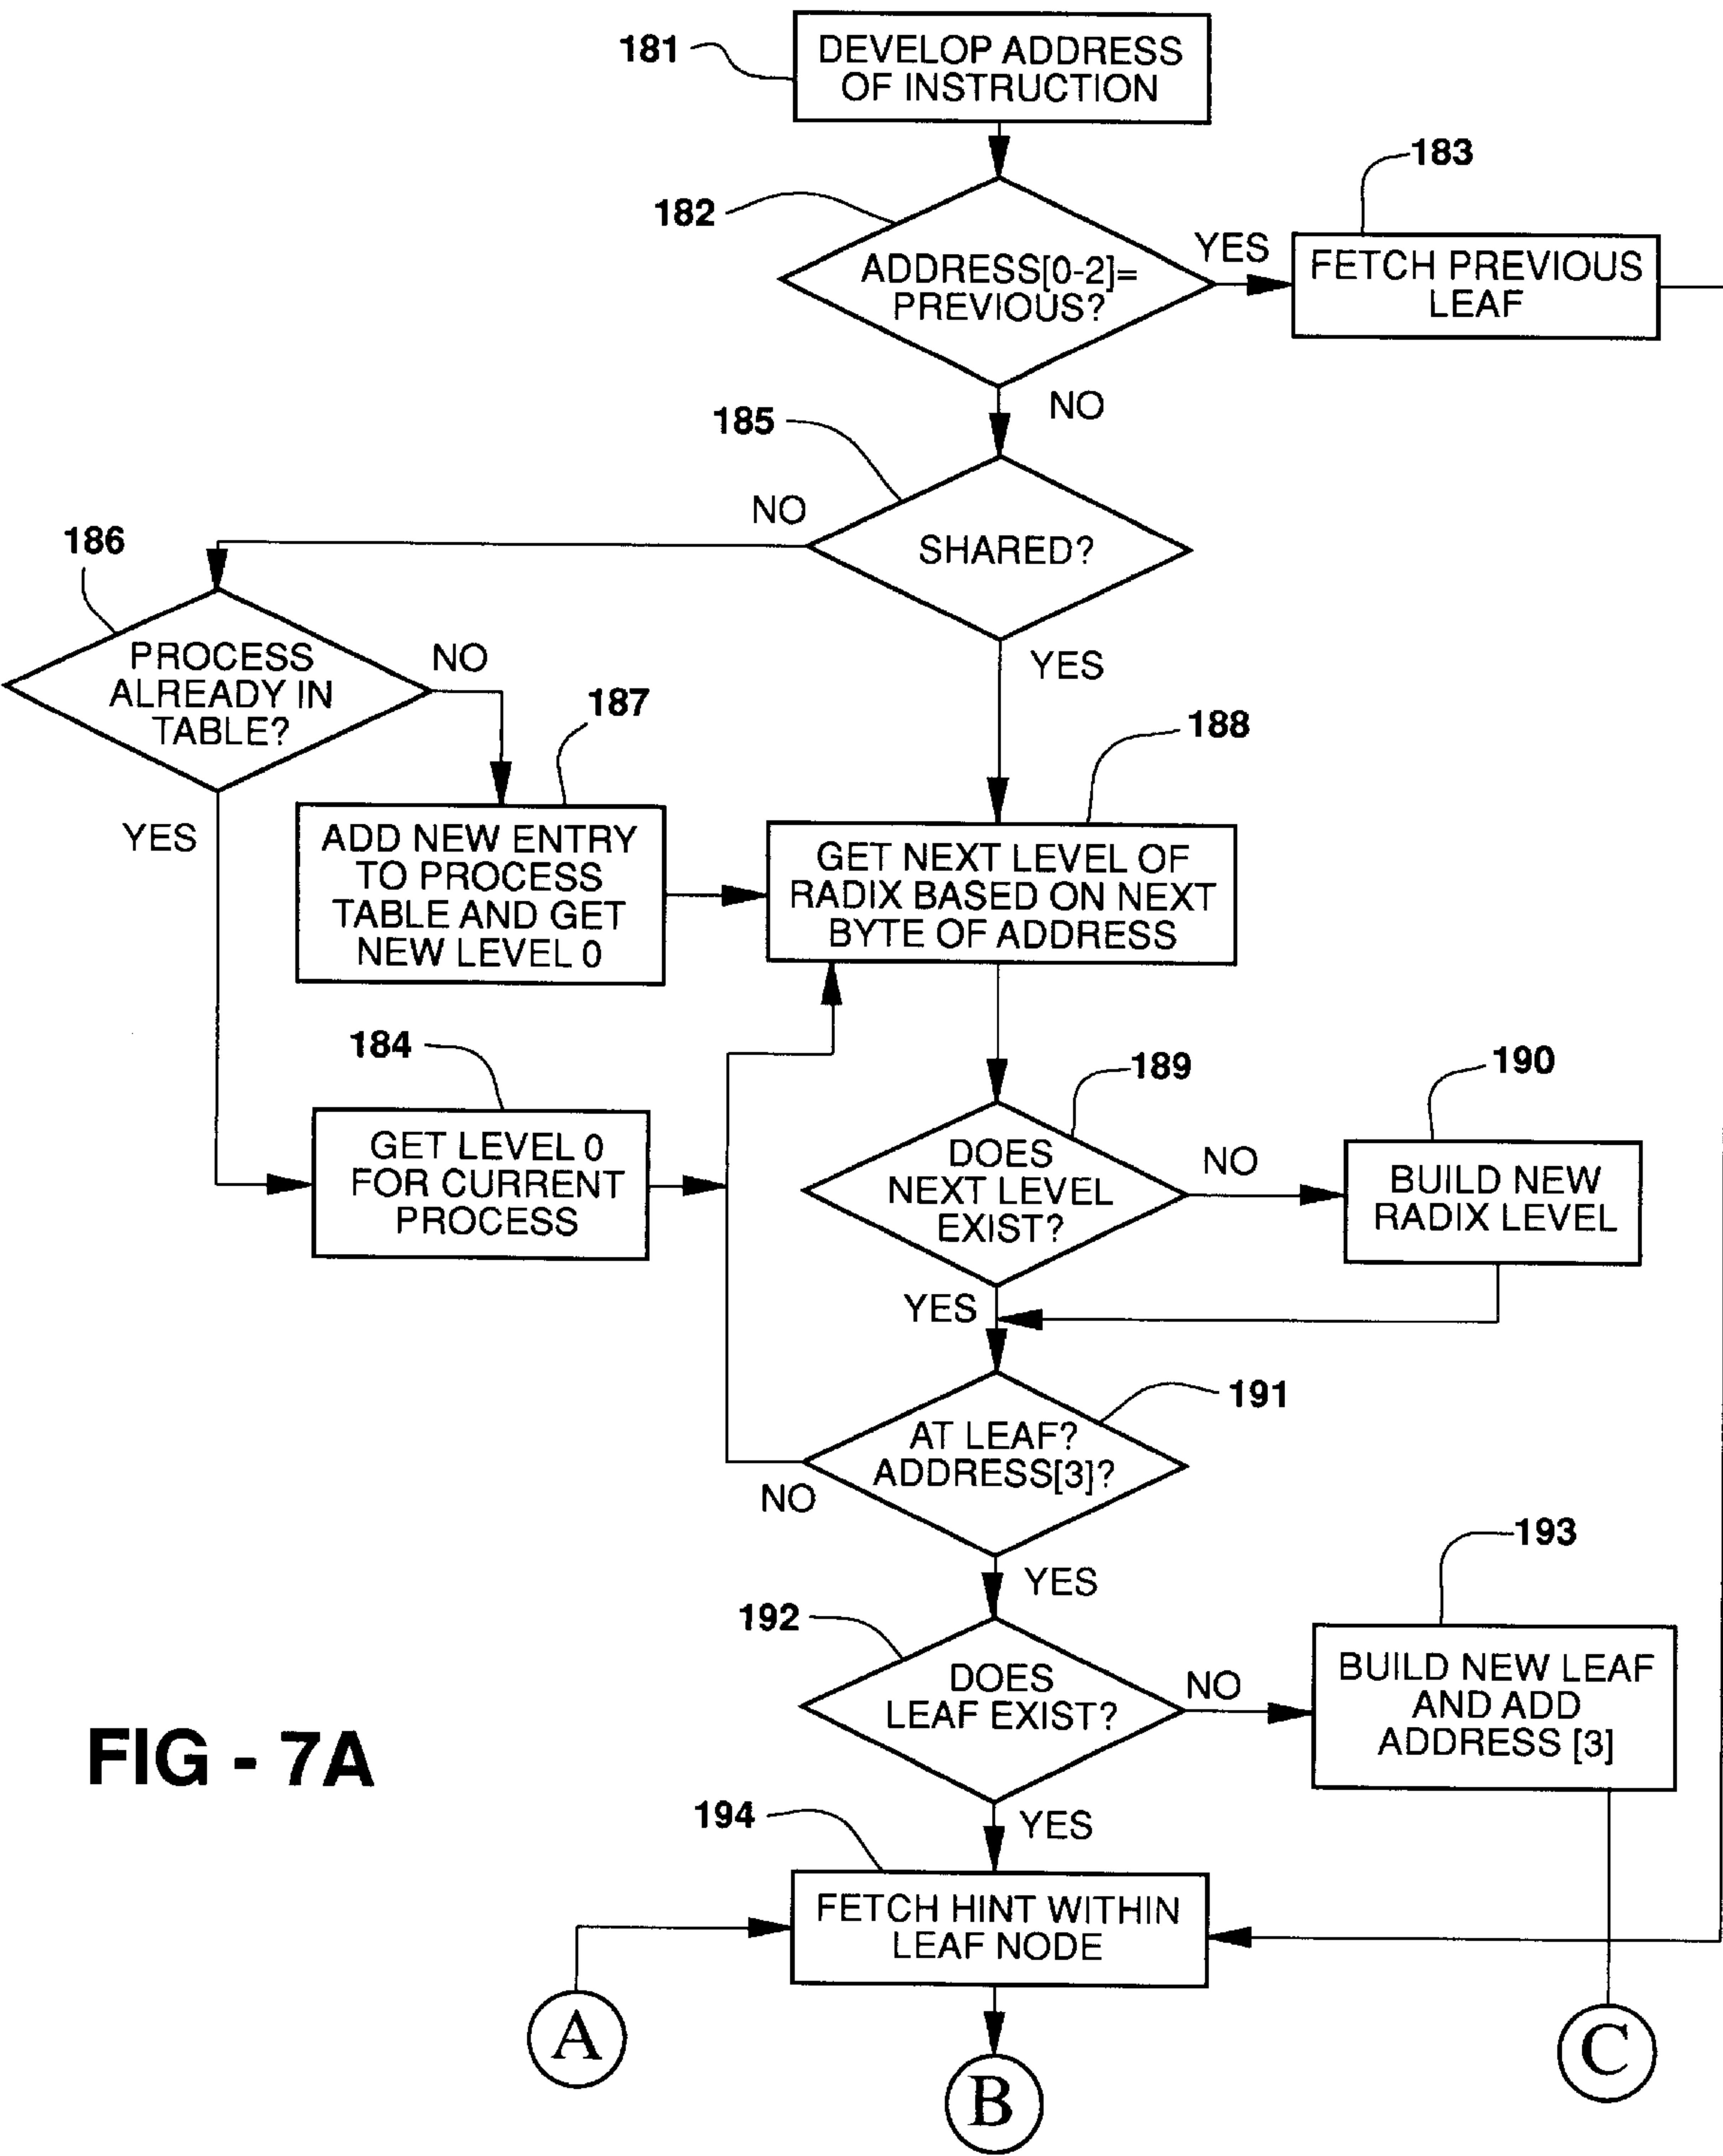 181
DEVELOP ADDRESS
OF INSTRUCTION
182
ADDRESS[0-2]=
PREVIOUS?
YES
183
FETCH PREVIOUS
LEAF
NO
185
SHARED?
NO
YES
186
PROCESS
ALREADY IN
TABLE?
NO
YES
187
ADD NEW ENTRY
TO PROCESS
TABLE AND GET
NEW LEVEL 0
188
GET NEXT LEVEL OF
RADIX BASED ON NEXT
BYTE OF ADDRESS
184
GET LEVEL 0
FOR CURRENT
PROCESS
189
DOES
NEXT LEVEL
EXIST?
NO
190
BUILD NEW
RADIX LEVEL
YES
191
AT LEAF?
ADDRESS[3]?
NO
YES
192
DOES
LEAF EXIST?
NO
193
BUILD NEW LEAF
AND ADD
ADDRESS [3]
YES
194
FETCH HINT WITHIN
LEAF NODE
A
B
C
FIG - 7A